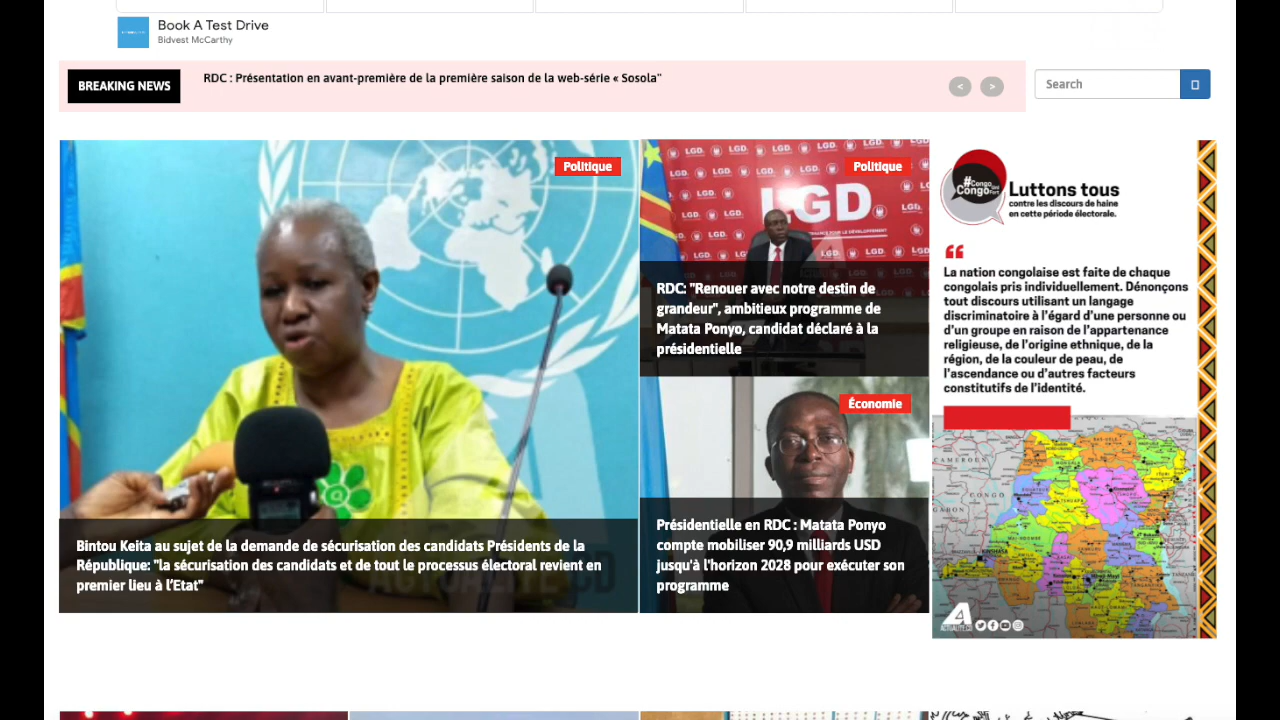 Book A Test Drive
Bidvest McCarthy
BREAKING NEWS
RDC : Présentation en avant-première de la première saison de la web-série « Sosola"
<
>
Search
Politique
Bintou Keita au sujet de la demande de sécurisation des candidats Présidents de la
République: "la sécurisation des candidats et de tout le processus électoral revient en
premier lieu à l'Etat"
LGD
Politique
RDC: "Renouer avec notre destin de
grandeur", ambitieux programme de
Matata Ponyo, candidat déclaré à la
présidentielle
Économie
Présidentielle en RDC : Matata Ponyo
compte mobiliser 90,9 milliards USD
jusqu'à l'horizon 2028 pour exécuter son
programme
#Congo
Congo
Luttons tous
contre les discours de haine
en cette période électorale.
La nation congolaise est faite de chaque
congolais pris individuellement. Dénonçons
tout discours utilisant un langage
discriminatoire à l'égard d'une personne ou
d'un groupe en raison de l'appartenance
religieuse, de l'origine ethnique, de la
région, de la couleur de peau, de
l'ascendance ou d'autres facteurs
constitutifs de l'identité.
CAMEROUN
CONGO
GABON
KINSHASA